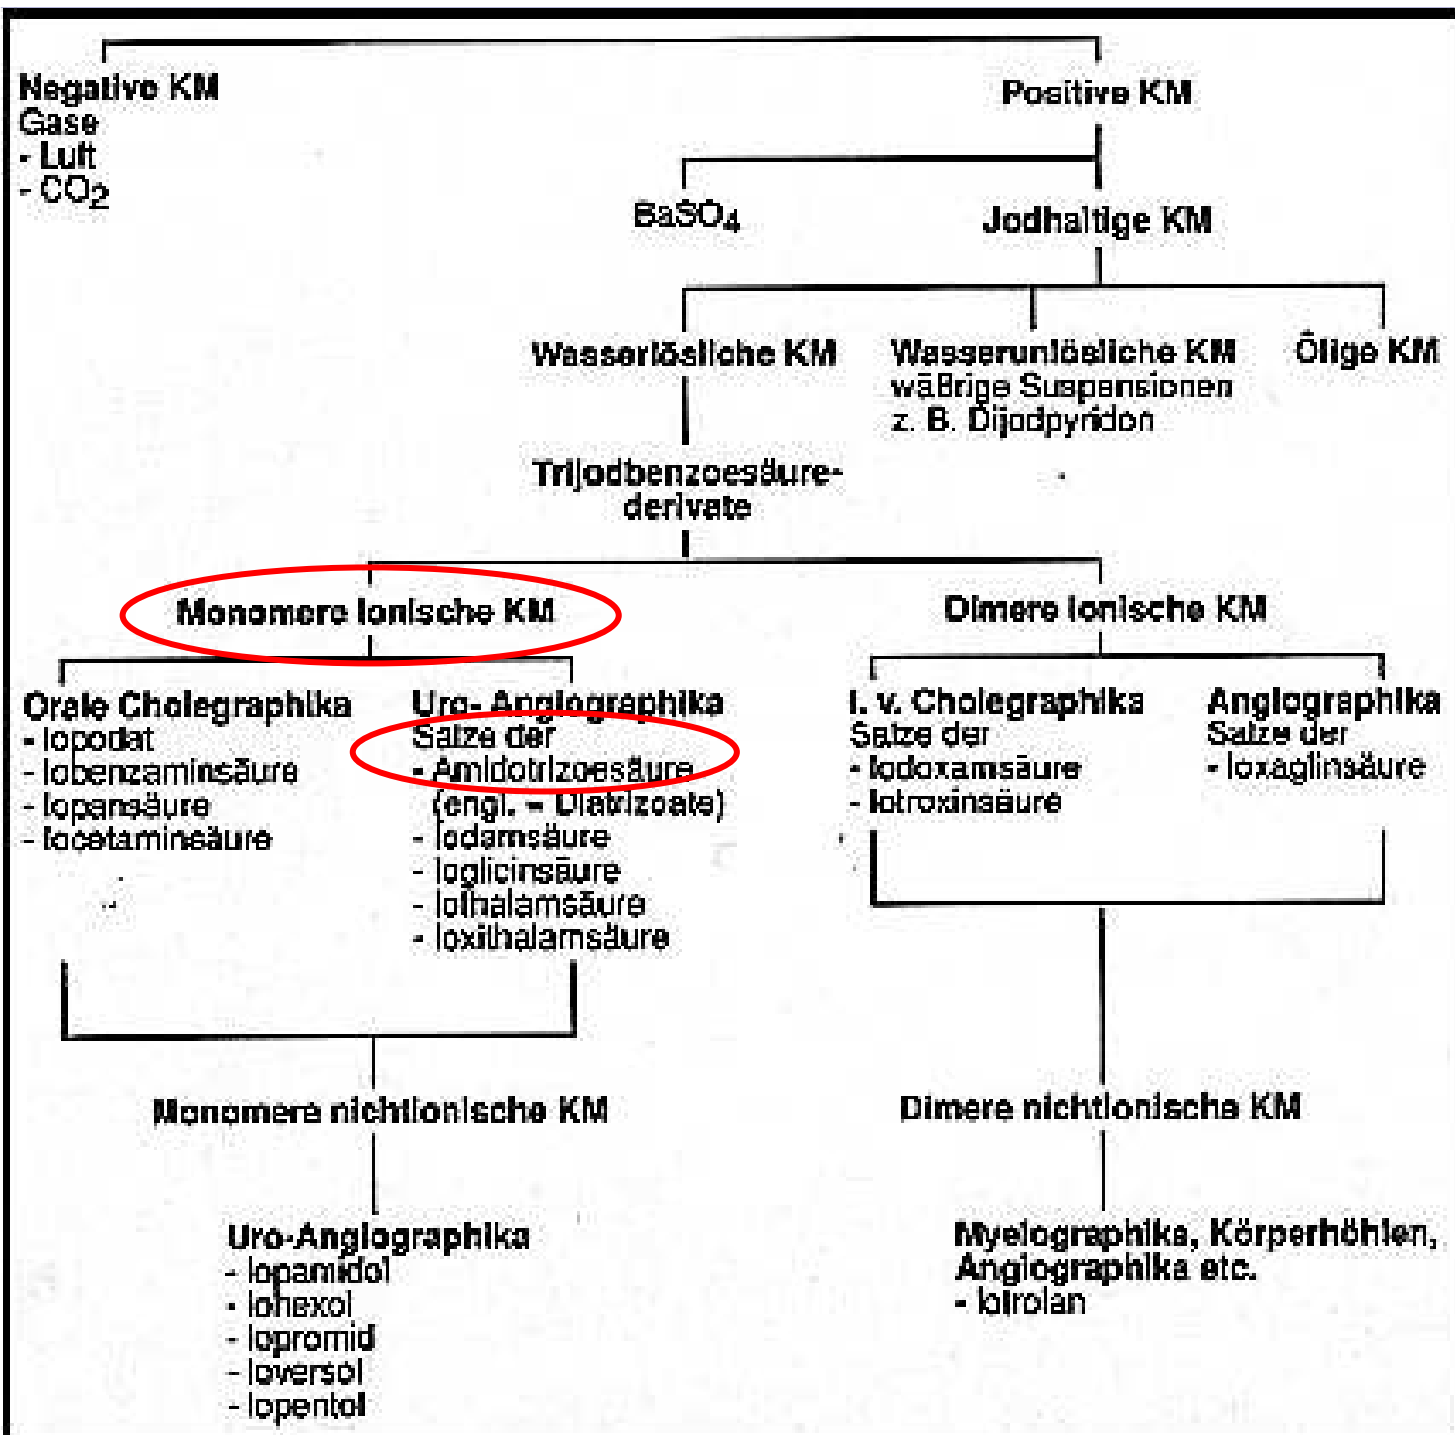 Negative KM
Gase
- Luft
- CO2
Positive KM
BaSO4
Jodhaltige KM
Wasserlösliche KM
Wasserunlösliche KM
wäßrige Suspensionen
z. B. Dijodpyridon
Ölige KM
Trijodbenzoesäure-
derivate
Monomere ionische KM
Orale Cholegraphika
- Iopodat
- Iobenzaminsäure
- Iopansäure
- Iocetaminsäure
Uro- Angiographika
Salze der
- Amidotrizoesäure
(engl. = Diatrizoate)
- Iodamsäure
- Ioglicinsäure
- Iothalamsäure
- Ioxithalamsäure
Dimere ionische KM
i. v. Cholegraphika
Salze der
- Iodoxamsäure
- Iotroxinsäure
Angiographika
Salze der
- Ioxaglinsäure
Monomere nichtionische KM
Uro-Angiographika
- Iopamidol
- Iohexol
- Iopromid
- Ioversol
- Iopentol
Dimere nichtionische KM
Myelographika, Körperhöhlen,
Angiographika etc.
- Iotrolan